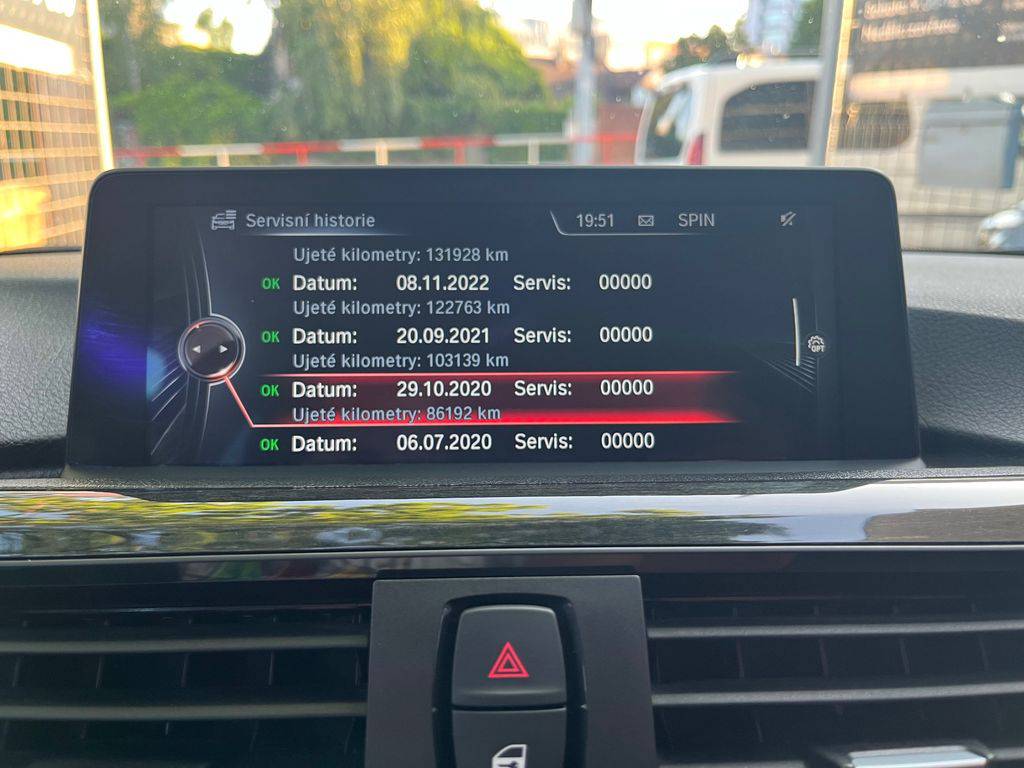 Servisní historie 19:51 SPIN
Ujeté kilometry: 131928 km
OK Datum: 08.11.2022 Servis: 00000
Ujeté kilometry: 122763 km
OK Datum: 20.09.2021 Servis: 00000
Ujeté kilometry: 103139 km
OPT
OK Datum: 29.10.2020 Servis: 00000
Ujeté kilometry: 86192 km
OK Datum: 06.07.2020 Servis: 00000